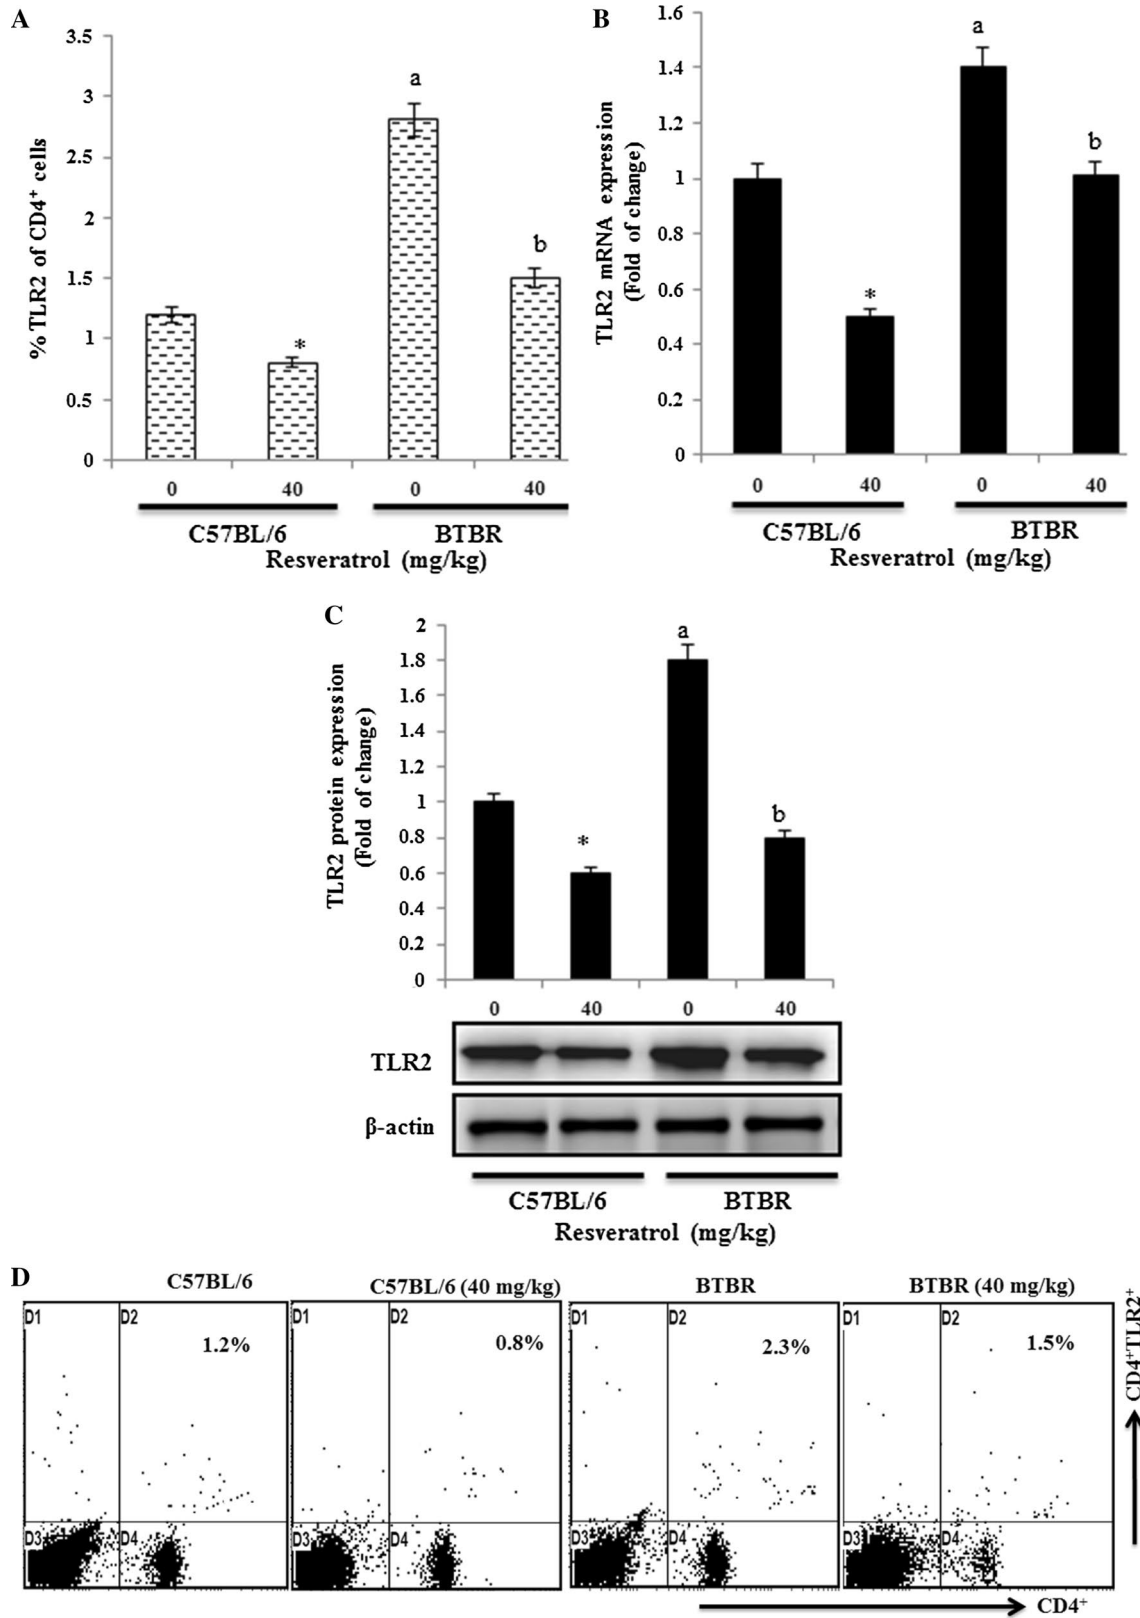 A
% TLR2 of CD4⁺ cells
3.5
3
2.5
2
1.5
1
0.5
0
*
a
b
0 40 0 40
C57BL/6 BTBR
Resveratrol (mg/kg)
B
TLR2 mRNA expression
(Fold of change)
1.6
1.4
1.2
1
0.8
0.6
0.4
0.2
0
*
a
b
0 40 0 40
C57BL/6 BTBR
Resveratrol (mg/kg)
C
TLR2 protein expression
(Fold of change)
2
1.8
1.6
1.4
1.2
1
0.8
0.6
0.4
0.2
0
*
a
b
0 40 0 40
TLR2
β-actin
C57BL/6 BTBR
Resveratrol (mg/kg)
D
C57BL/6 C57BL/6 (40 mg/kg) BTBR BTBR (40 mg/kg)
D1 D2 D1 D2 D1 D2 D1 D2
1.2% 0.8% 2.3% 1.5%
D3 D4 D3 D4 D3 D4 D3 D4
CD4⁺TLR2⁺
CD4⁺